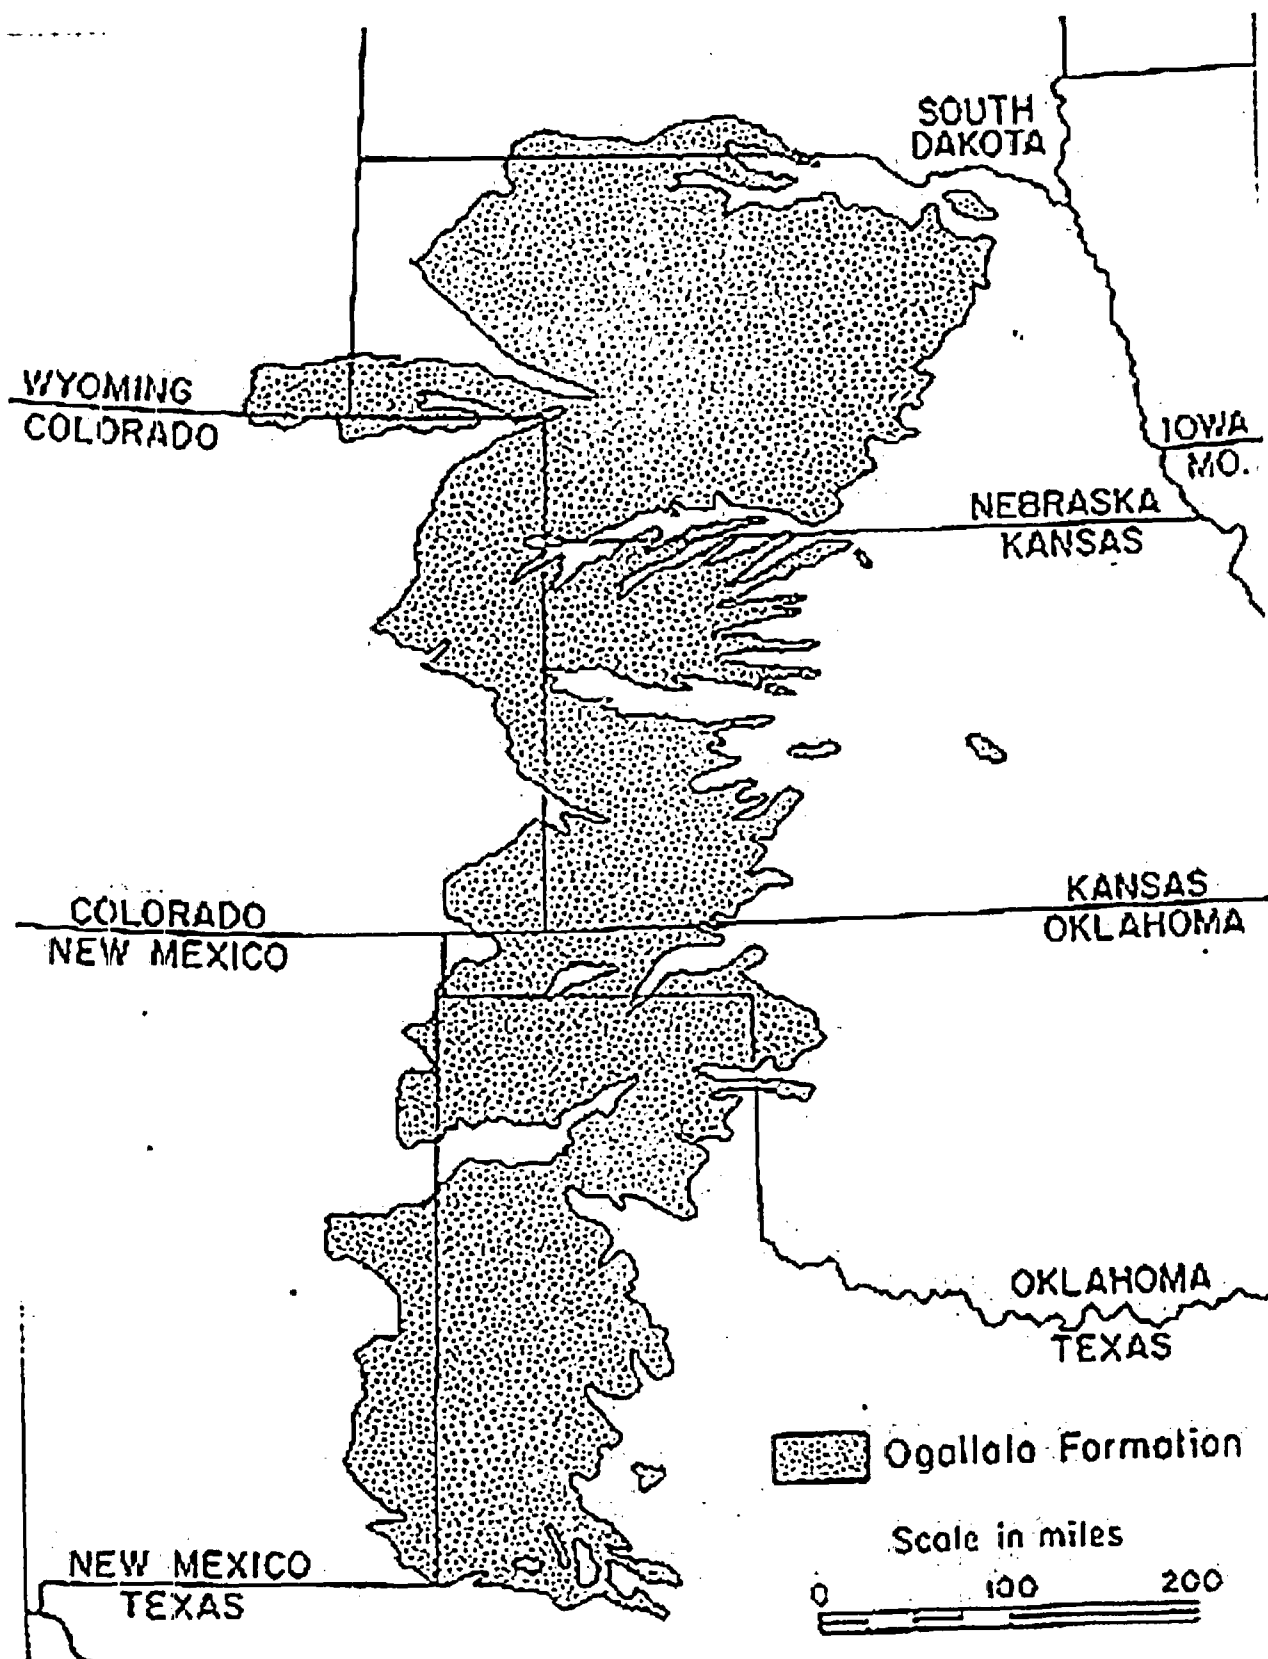 SOUTH
DAKOTA
WYOMING
COLORADO
IOWA
MO.
NEBRASKA
KANSAS
COLORADO
NEW MEXICO
KANSAS
OKLAHOMA
OKLAHOMA
TEXAS
Ogallala Formation
Scale in miles
0 100 200
NEW MEXICO
TEXAS